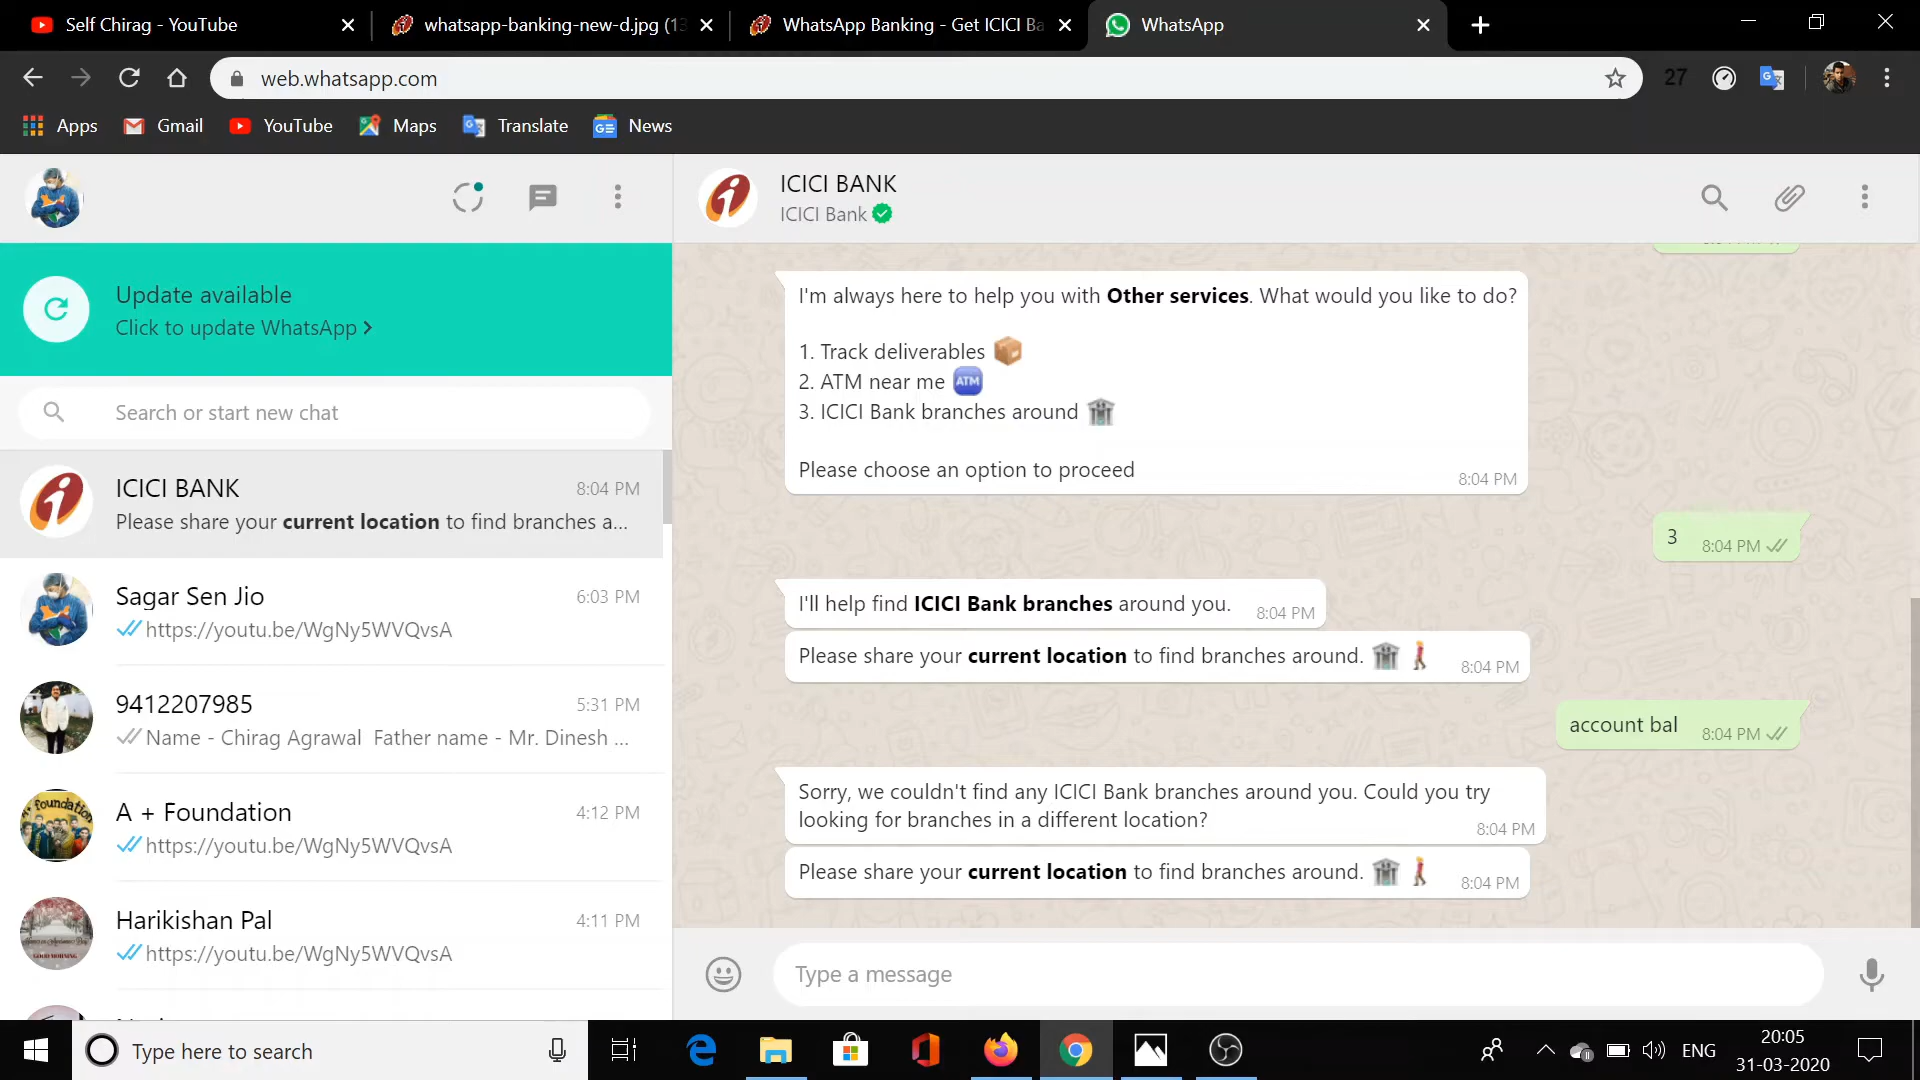 Self Chirag - YouTube
whatsapp-banking-new-d.jpg (13
WhatsApp Banking - Get ICICI Ba
WhatsApp
web.whatsapp.com
27
Apps
Gmail
YouTube
Maps
Translate
News
ICICI BANK
ICICI Bank
Update available
Click to update WhatsApp
Search or start new chat
ICICI BANK
8:04 PM
Please share your current location to find branches a...
Sagar Sen Jio
6:03 PM
https://youtu.be/WgNy5WVQvsA
9412207985
5:31 PM
Name - Chirag Agrawal Father name - Mr. Dinesh ...
A + Foundation
4:12 PM
https://youtu.be/WgNy5WVQvsA
Harikishan Pal
4:11 PM
https://youtu.be/WgNy5WVQvsA
I'm always here to help you with Other services. What would you like to do?
1. Track deliverables
2. ATM near me
3. ICICI Bank branches around
Please choose an option to proceed
8:04 PM
3
8:04 PM
I'll help find ICICI Bank branches around you.
8:04 PM
Please share your current location to find branches around.
8:04 PM
account bal
8:04 PM
Sorry, we couldn't find any ICICI Bank branches around you. Could you try
looking for branches in a different location?
8:04 PM
Please share your current location to find branches around.
8:04 PM
Type a message
Type here to search
ENG
20:05
31-03-2020